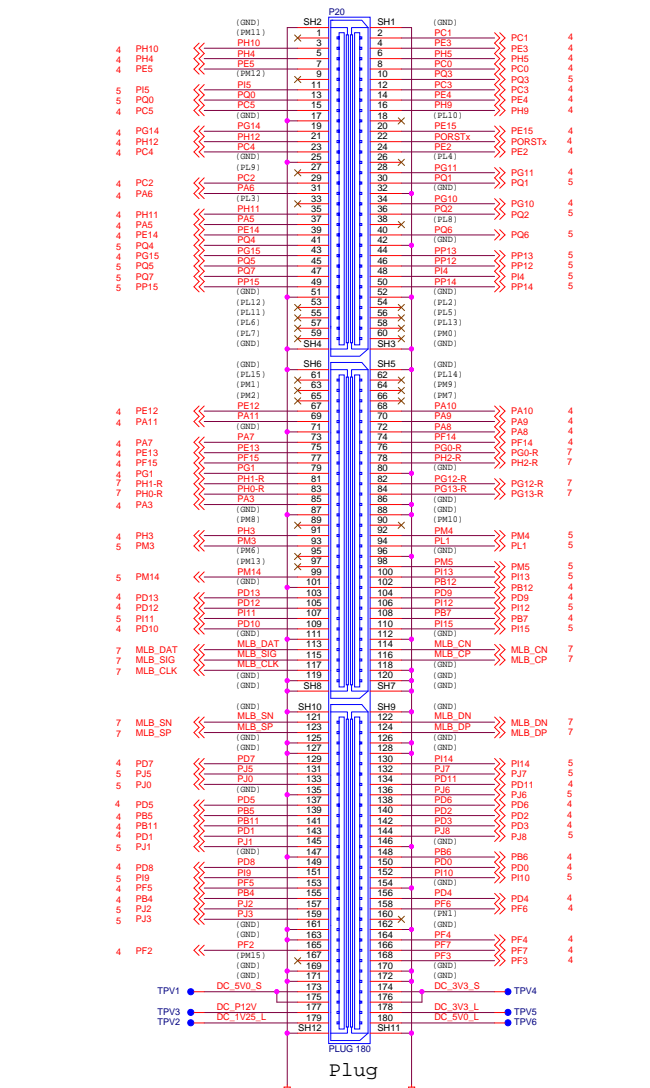 P20
(GND) SH2 SH1 (GND)
(PM11) 1 2 PC1 PC1 4
4 PH10 PH10 3 4 PE3 PE3 4
4 PH4 PH4 5 6 PH5 PH5 4
4 PE5 PE5 7 8 PC0 PC0 4
(PM12) 9 10 PQ3 PQ3 5
5 PI5 PI5 11 12 PC3 PC3 4
5 PQ0 PQ0 13 14 PE4 PE4 4
4 PC5 PC5 15 16 PH9 PH9 4
(GND) 17 18 (PL10)
4 PG14 PG14 19 20 PE15 PE15 4
4 PH12 PH12 21 22 PORSTx PORSTx 4
4 PC4 PC4 23 24 PE2 PE2 4
(GND) 25 26 (PL4)
(PL9) 27 28 PG11 PG11 4
4 PC2 PC2 29 30 PQ1 PQ1 5
4 PA6 PA6 31 32 (GND)
(PL3) 33 34 PG10 PG10 4
4 PH11 PH11 35 36 PQ2 PQ2 5
4 PA5 PA5 37 38 (PL8)
4 PE14 PE14 39 40 PQ6 PQ6 5
5 PQ4 PQ4 41 42 (GND)
4 PG15 PG15 43 44 PP13 PP13 5
5 PQ5 PQ5 45 46 PP12 PP12 5
5 PQ7 PQ7 47 48 PI4 PI4 5
5 PP15 PP15 49 50 PP14 PP14 5
(GND) 51 52 (GND)
(PL12) 53 54 (PL2)
(PL11) 55 56 (PL5)
(PL6) 57 58 (PL13)
(PL7) 59 60 (PM0)
(GND) SH4 SH3 (GND)
(GND) SH6 SH5 (GND)
(PL15) 61 62 (PL14)
(PM1) 63 64 (PM9)
(PM2) 65 66 (PM7)
4 PE12 PE12 67 68 PA10 PA10 4
4 PA11 PA11 69 70 PA9 PA9 4
(GND) 71 72 PA8 PA8 4
4 PA7 PA7 73 74 PF14 PF14 4
4 PE13 PE13 75 76 PG0-R PG0-R 7
4 PF15 PF15 77 78 PH2-R PH2-R 7
4 PG1 PG1 79 80 (GND)
7 PH1-R PH1-R 81 82 PG12-R PG12-R 7
7 PH0-R PH0-R 83 84 PG13-R PG13-R 7
4 PA3 PA3 85 86 (GND)
(GND) 87 88 (GND)
(PM8) 89 90 (PM10)
4 PH3 PH3 91 92 PM4 PM4 5
5 PM3 PM3 93 94 PL1 PL1 5
(PM6) 95 96 (GND)
(PM13) 97 98 PM5 PM5 5
5 PM14 PM14 99 100 PI13 PI13 5
(GND) 101 102 PB12 PB12 4
4 PD13 PD13 103 104 PD9 PD9 4
4 PD12 PD12 105 106 PI12 PI12 5
5 PI11 PI11 107 108 PB7 PB7 4
4 PD10 PD10 109 110 PI15 PI15 5
(GND) 111 112 (GND)
7 MLB_DAT MLB_DAT 113 114 MLB_CN MLB_CN 7
7 MLB_SIG MLB_SIG 115 116 MLB_CP MLB_CP 7
7 MLB_CLK MLB_CLK 117 118 (GND)
(GND) 119 120 (GND)
(GND) SH8 SH7 (GND)
(GND) SH10 SH9 (GND)
7 MLB_SN MLB_SN 121 122 MLB_DN MLB_DN 7
7 MLB_SP MLB_SP 123 124 MLB_DP MLB_DP 7
(GND) 125 126 (GND)
(GND) 127 128 (GND)
4 PD7 PD7 129 130 PI14 PI14 5
5 PJ5 PJ5 131 132 PJ7 PJ7 5
5 PJ0 PJ0 133 134 PD11 PD11 4
(GND) 135 136 PJ6 PJ6 5
4 PD5 PD5 137 138 PD6 PD6 4
4 PB5 PB5 139 140 PD2 PD2 4
4 PB11 PB11 141 142 PD3 PD3 4
4 PD1 PD1 143 144 PJ8 PJ8 5
5 PJ1 PJ1 145 146 (GND)
(GND) 147 148 PB6 PB6 4
4 PD8 PD8 149 150 PD0 PD0 4
5 PI9 PI9 151 152 PI10 PI10 5
4 PF5 PF5 153 154 (GND)
4 PB4 PB4 155 156 PD4 PD4 4
5 PJ2 PJ2 157 158 PF6 PF6 4
5 PJ3 PJ3 159 160 (PN1)
(GND) 161 162 (GND)
(GND) 163 164 PF4 PF4 4
4 PF2 PF2 165 166 PF7 PF7 4
(PM15) 167 168 PF3 PF3 4
(GND) 169 170 (GND)
(GND) 171 172 (GND)
TPV1 DC_5V0_S 173 174 DC_3V3_S TPV4
175 176
TPV3 DC_P12V 177 178 DC_3V3_L TPV5
TPV2 DC_1V25_L 179 180 DC_5V0_L TPV6
SH12 SH11
PLUG 180
Plug